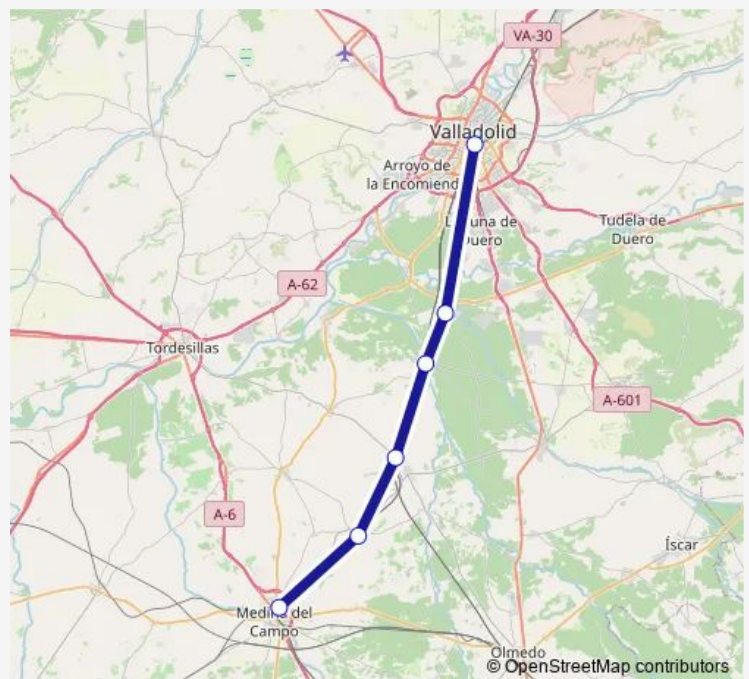 VA-30
Valladolid
Arroyo de
la Encomiend
Laguna de
Duero
Tudela de
Duero
A-62
Tordesillas
A-601
A-6
Íscar
Medina del
Campo
Olmedo
© OpenStreetMap contributors